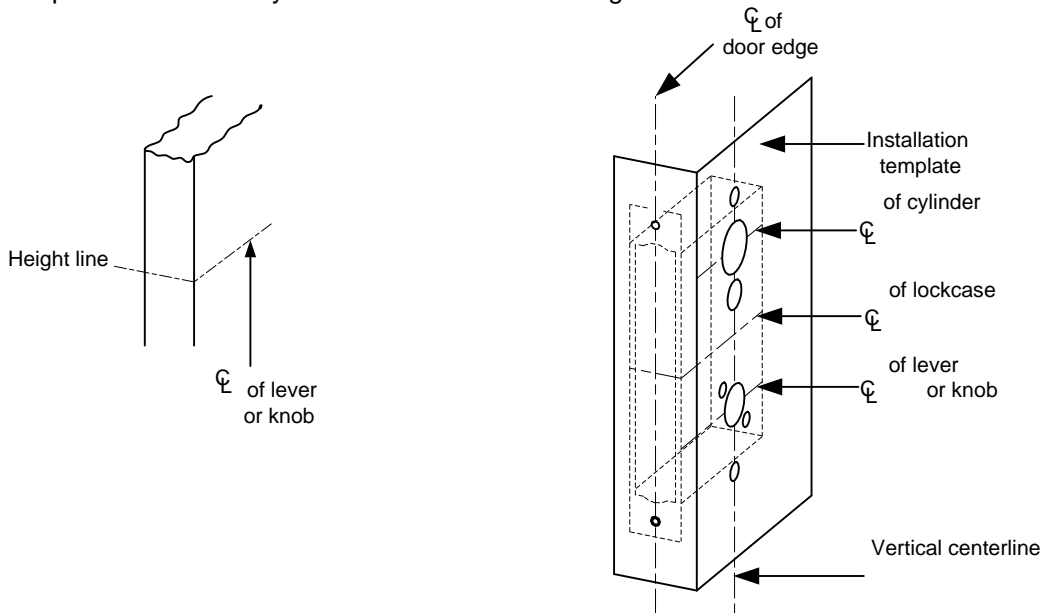 ℄ of
door edge
Installation
template
of cylinder
℄
Height line
of lockcase
℄
℄ of lever
or knob
of lever
℄ or knob
Vertical centerline